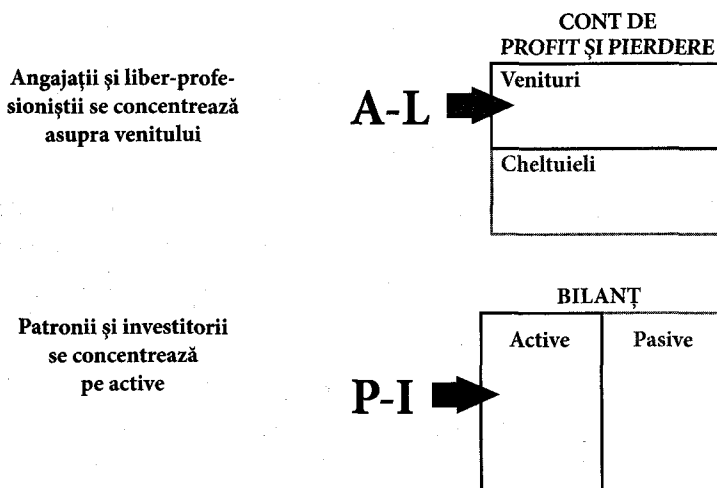 CONT DE
PROFIT ȘI PIERDERE
Angajații și liber-profe-
sioniștii se concentrează
asupra venitului
A-L
Venituri
Cheltuieli
BILANȚ
Patronii și investitorii
se concentrează
pe active
P-I
Active
Pasive